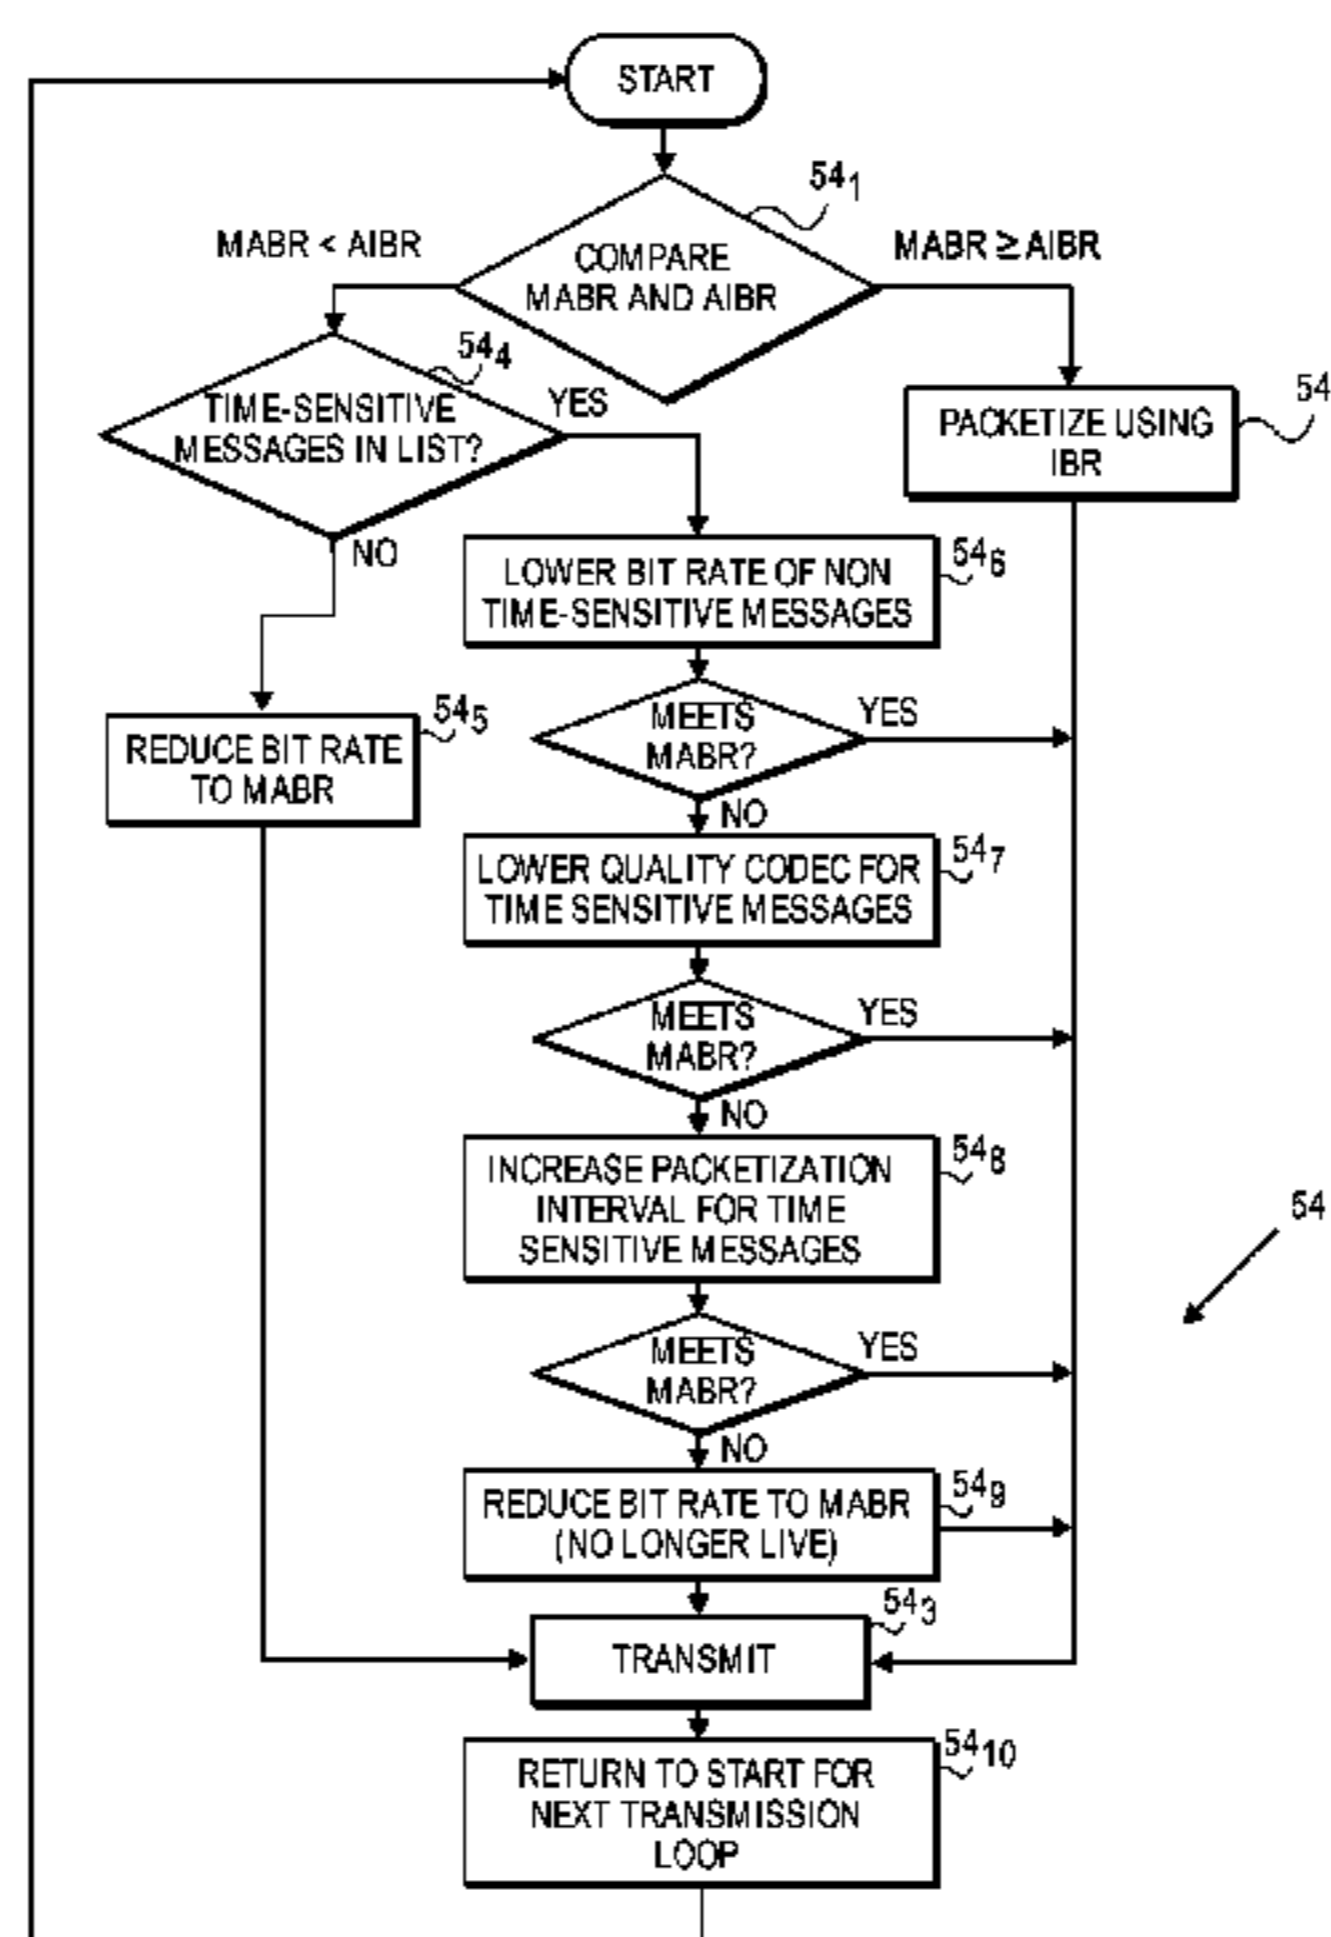 START
54₁
MABR < AIBR
MABR ≥ AIBR
COMPARE
MABR AND AIBR
54₄
TIME-SENSITIVE
MESSAGES IN LIST?
YES
54
PACKETIZE USING
IBR
NO
54₆
LOWER BIT RATE OF NON
TIME-SENSITIVE MESSAGES
54₅
REDUCE BIT RATE
TO MABR
MEETS
MABR?
YES
NO
54₇
LOWER QUALITY CODEC FOR
TIME SENSITIVE MESSAGES
MEETS
MABR?
YES
NO
54₈
INCREASE PACKETIZATION
INTERVAL FOR TIME
SENSITIVE MESSAGES
54
MEETS
MABR?
YES
NO
54₉
REDUCE BIT RATE TO MABR
(NO LONGER LIVE)
54₃
TRANSMIT
54₁₀
RETURN TO START FOR
NEXT TRANSMISSION
LOOP